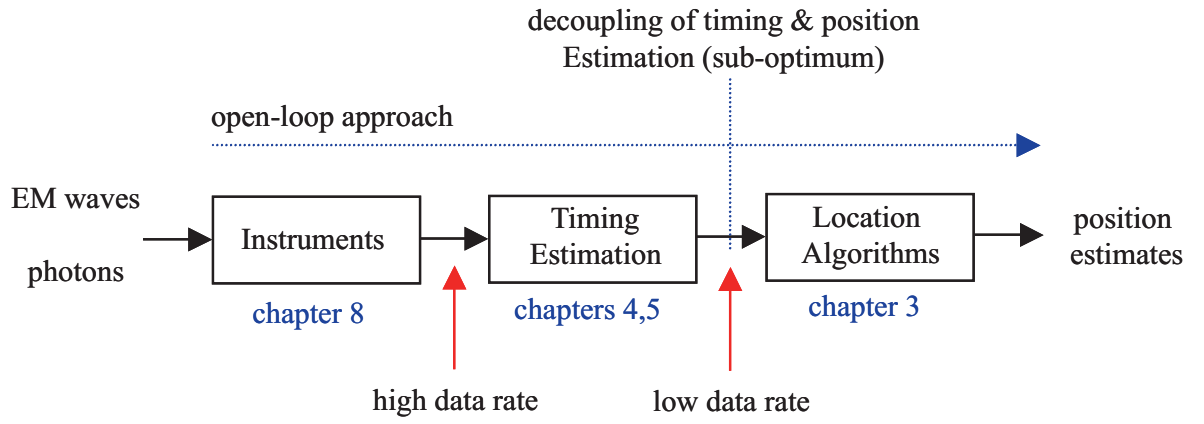 decoupling of timing & position
Estimation (sub-optimum)
open-loop approach
EM waves
photons
Instruments
chapter 8
Timing
Estimation
chapters 4,5
Location
Algorithms
chapter 3
position
estimates
high data rate
low data rate